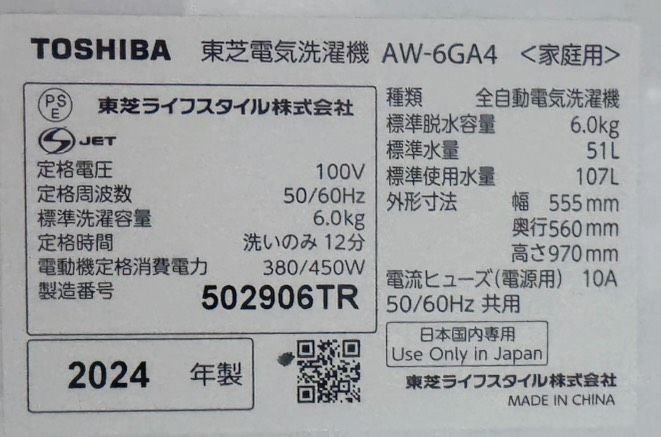 TOSHIBA 東芝電気洗濯機 AW-6GA4 <家庭用>
PS E 東芝ライフスタイル株式会社
S JET
定格電圧 100V
定格周波数 50/60Hz
標準洗濯容量 6.0kg
定格時間 洗いのみ 12分
電動機定格消費電力 380/450W
製造番号 502906TR
2024 年製
種類 全自動電気洗濯機
標準脱水容量 6.0kg
標準水量 51L
標準使用水量 107L
外形寸法 幅 555mm
奥行560mm
高さ970mm
電流ヒューズ(電源用) 10A
50/60Hz 共用
日本国内専用
Use Only in Japan
東芝ライフスタイル株式会社
MADE IN CHINA